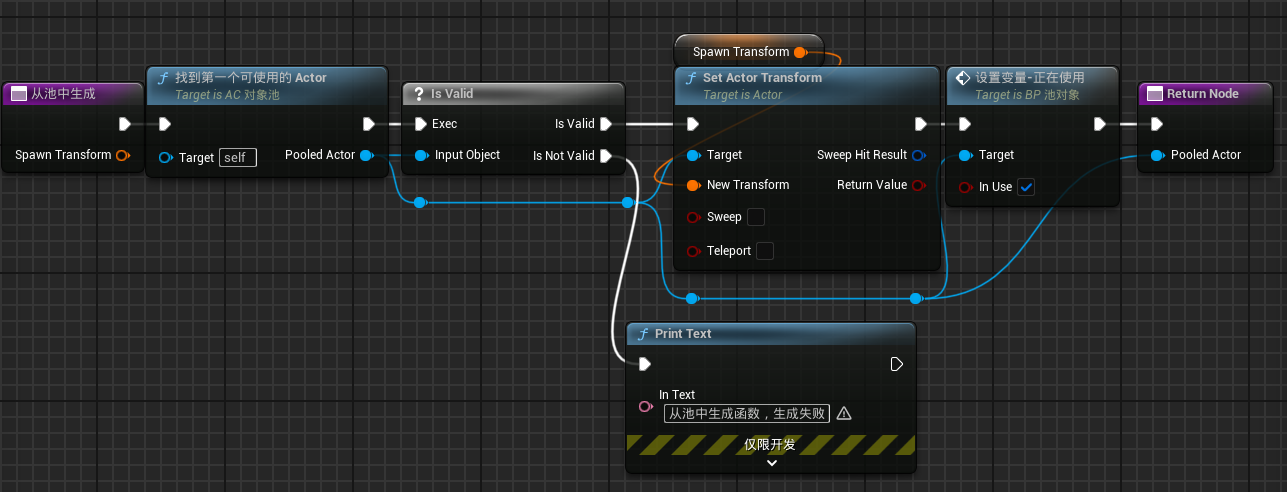 从池中生成
Spawn Transform
找到第一个可使用的 Actor
Target is AC 对象池
Target self
Pooled Actor
Is Valid
Exec
Is Valid
Input Object
Is Not Valid
Spawn Transform
Set Actor Transform
Target is Actor
Target
Sweep Hit Result
New Transform
Return Value
Sweep
Teleport
设置变量-正在使用
Target is BP 池对象
Target
In Use
Return Node
Pooled Actor
Print Text
In Text
从池中生成函数，生成失败
仅限开发